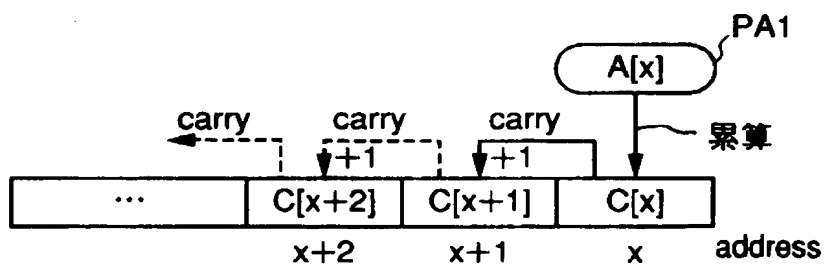 PA1
A[x]
carry carry carry
+1 +1 累算
… C[x+2] C[x+1] C[x]
x+2 x+1 x address